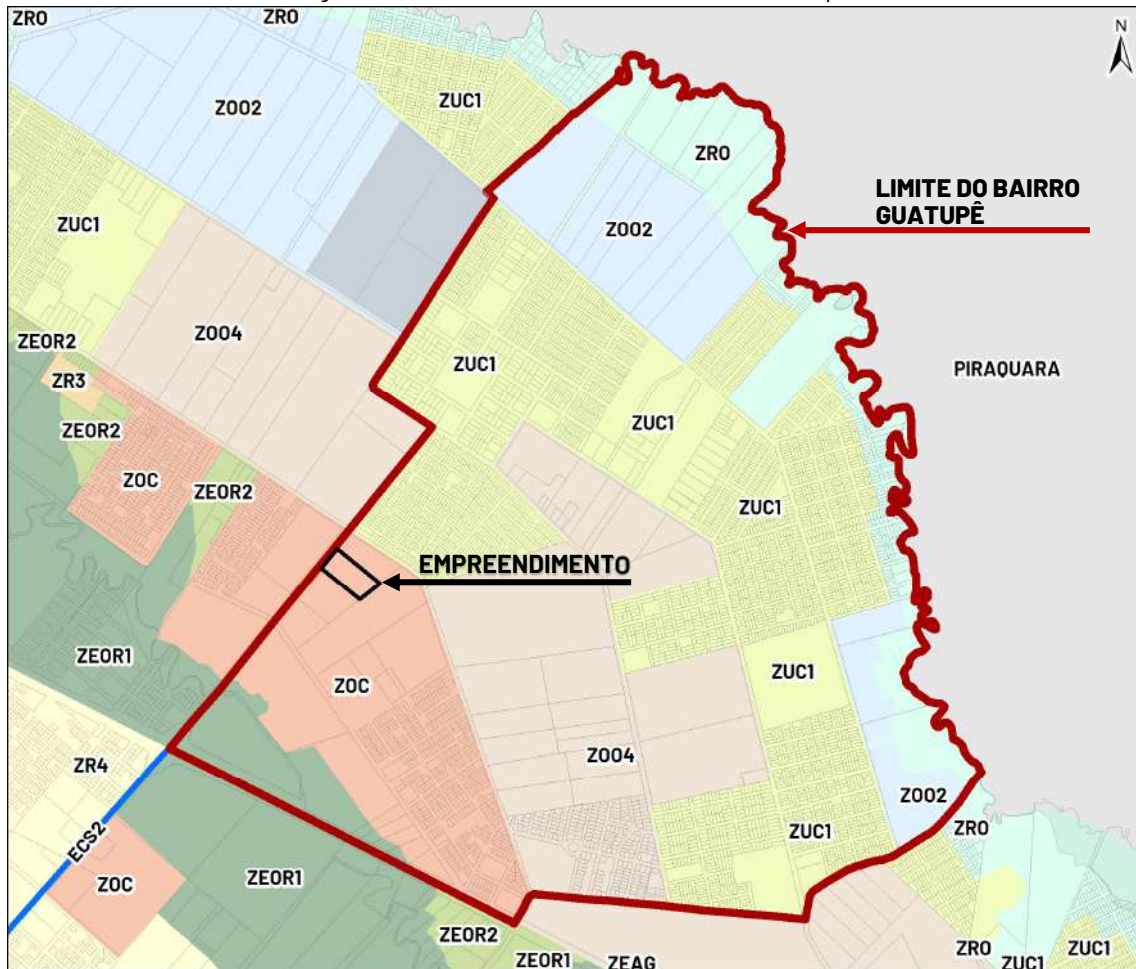 ZRO
ZRO
N
ZOO2
ZUC1
ZRO
LIMITE DO BAIRRO
GUATUPÊ
ZUC1
ZOO2
ZOO4
ZEOR2
ZUC1
PIRAQUARA
ZR3
ZUC1
ZEOR2
ZOC
ZEOR2
ZUC1
EMPREENDIMENTO
ZEOR1
ZUC1
ZOC
ZR4
ZOO4
ZOO2
ECS2
ZRO
ZUC1
ZOC
ZEOR1
ZEOR2
ZRO
ZUC1
ZEOR1
ZEAG
ZUC1